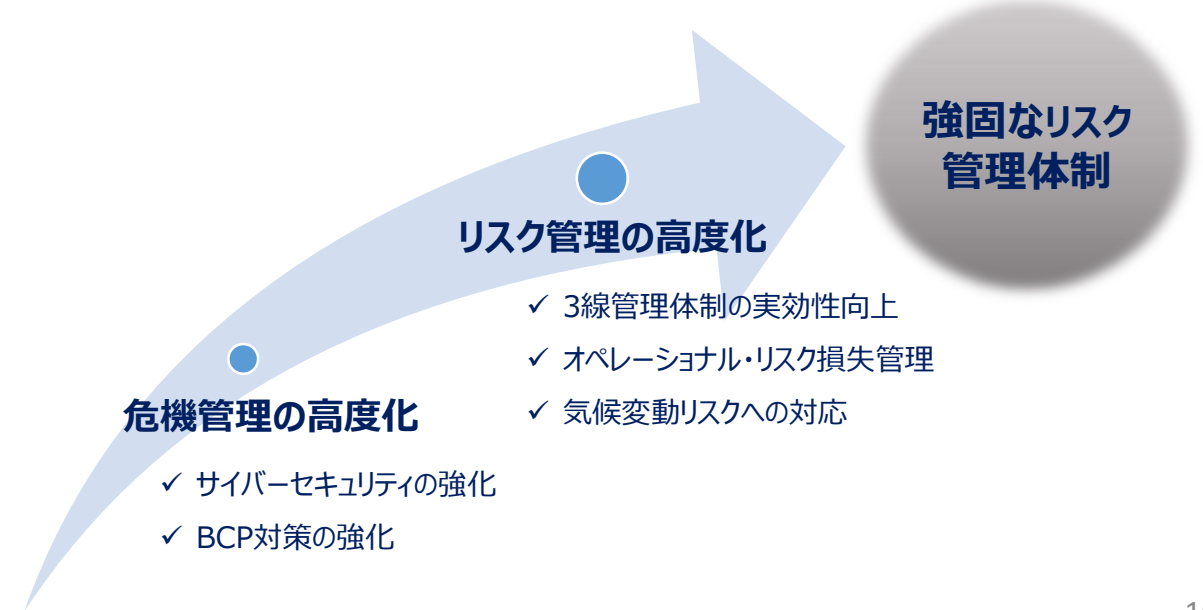 強固なリスク
管理体制
リスク管理の高度化
✓ 3線管理体制の実効性向上
✓ オペレーショナル・リスク損失管理
✓ 気候変動リスクへの対応
危機管理の高度化
✓ サイバーセキュリティの強化
✓ BCP対策の強化